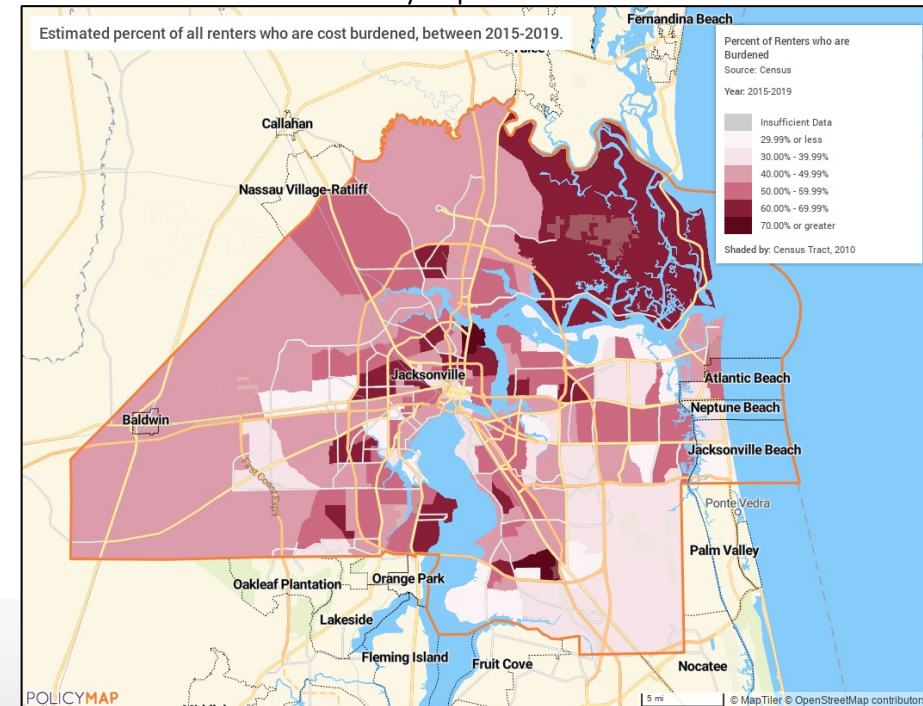 Estimated percent of all renters who are cost burdened, between 2015-2019.
Fernandina Beach
Percent of Renters who are
Burdened
Source: Census
Year: 2015-2019
Insufficient Data
29.99% or less
30.00% - 39.99%
40.00% - 49.99%
50.00% - 59.99%
60.00% - 69.99%
70.00% or greater
Shaded by: Census Tract, 2010
Callahan
Nassau Village-Ratliff
Jacksonville
Atlantic Beach
Neptune Beach
Baldwin
Jacksonville Beach
First Coast Expy
Ponte Vedra
Palm Valley
Oakleaf Plantation
Orange Park
Lakeside
Fleming Island
Fruit Cove
Nocatee
POLICYMAP
5 mi
© MapTiler © OpenStreetMap contributors